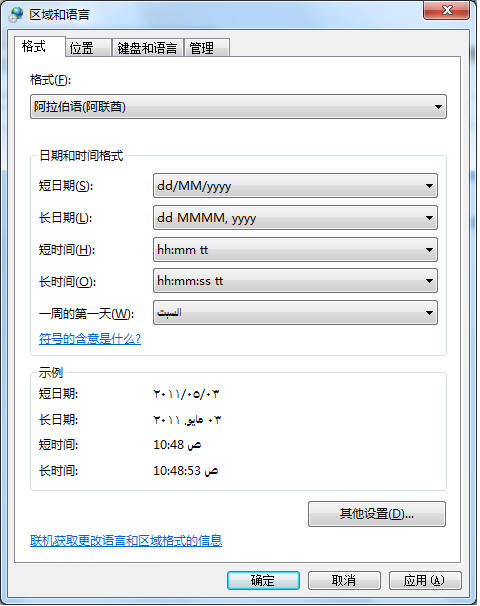 区域和语言
格式 位置 键盘和语言 管理
格式(F):
阿拉伯语(阿联酋)
日期和时间格式
短日期(S): dd/MM/yyyy
长日期(L): dd MMMM, yyyy
短时间(H): hh:mm tt
长时间(O): hh:mm:ss tt
一周的第一天(W): السبت
符号的含意是什么?
示例
短日期: ٢٠١١/٠٥/٠٣
长日期: ٠٣ مايو, ٢٠١١
短时间: 10:48 ص
长时间: 10:48:53 ص
其他设置(D)...
联机获取更改语言和区域格式的信息
确定 取消 应用(A)